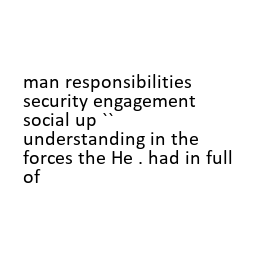 man responsibilities
security engagement
social up ``
understanding in the
forces the He . had in full
of